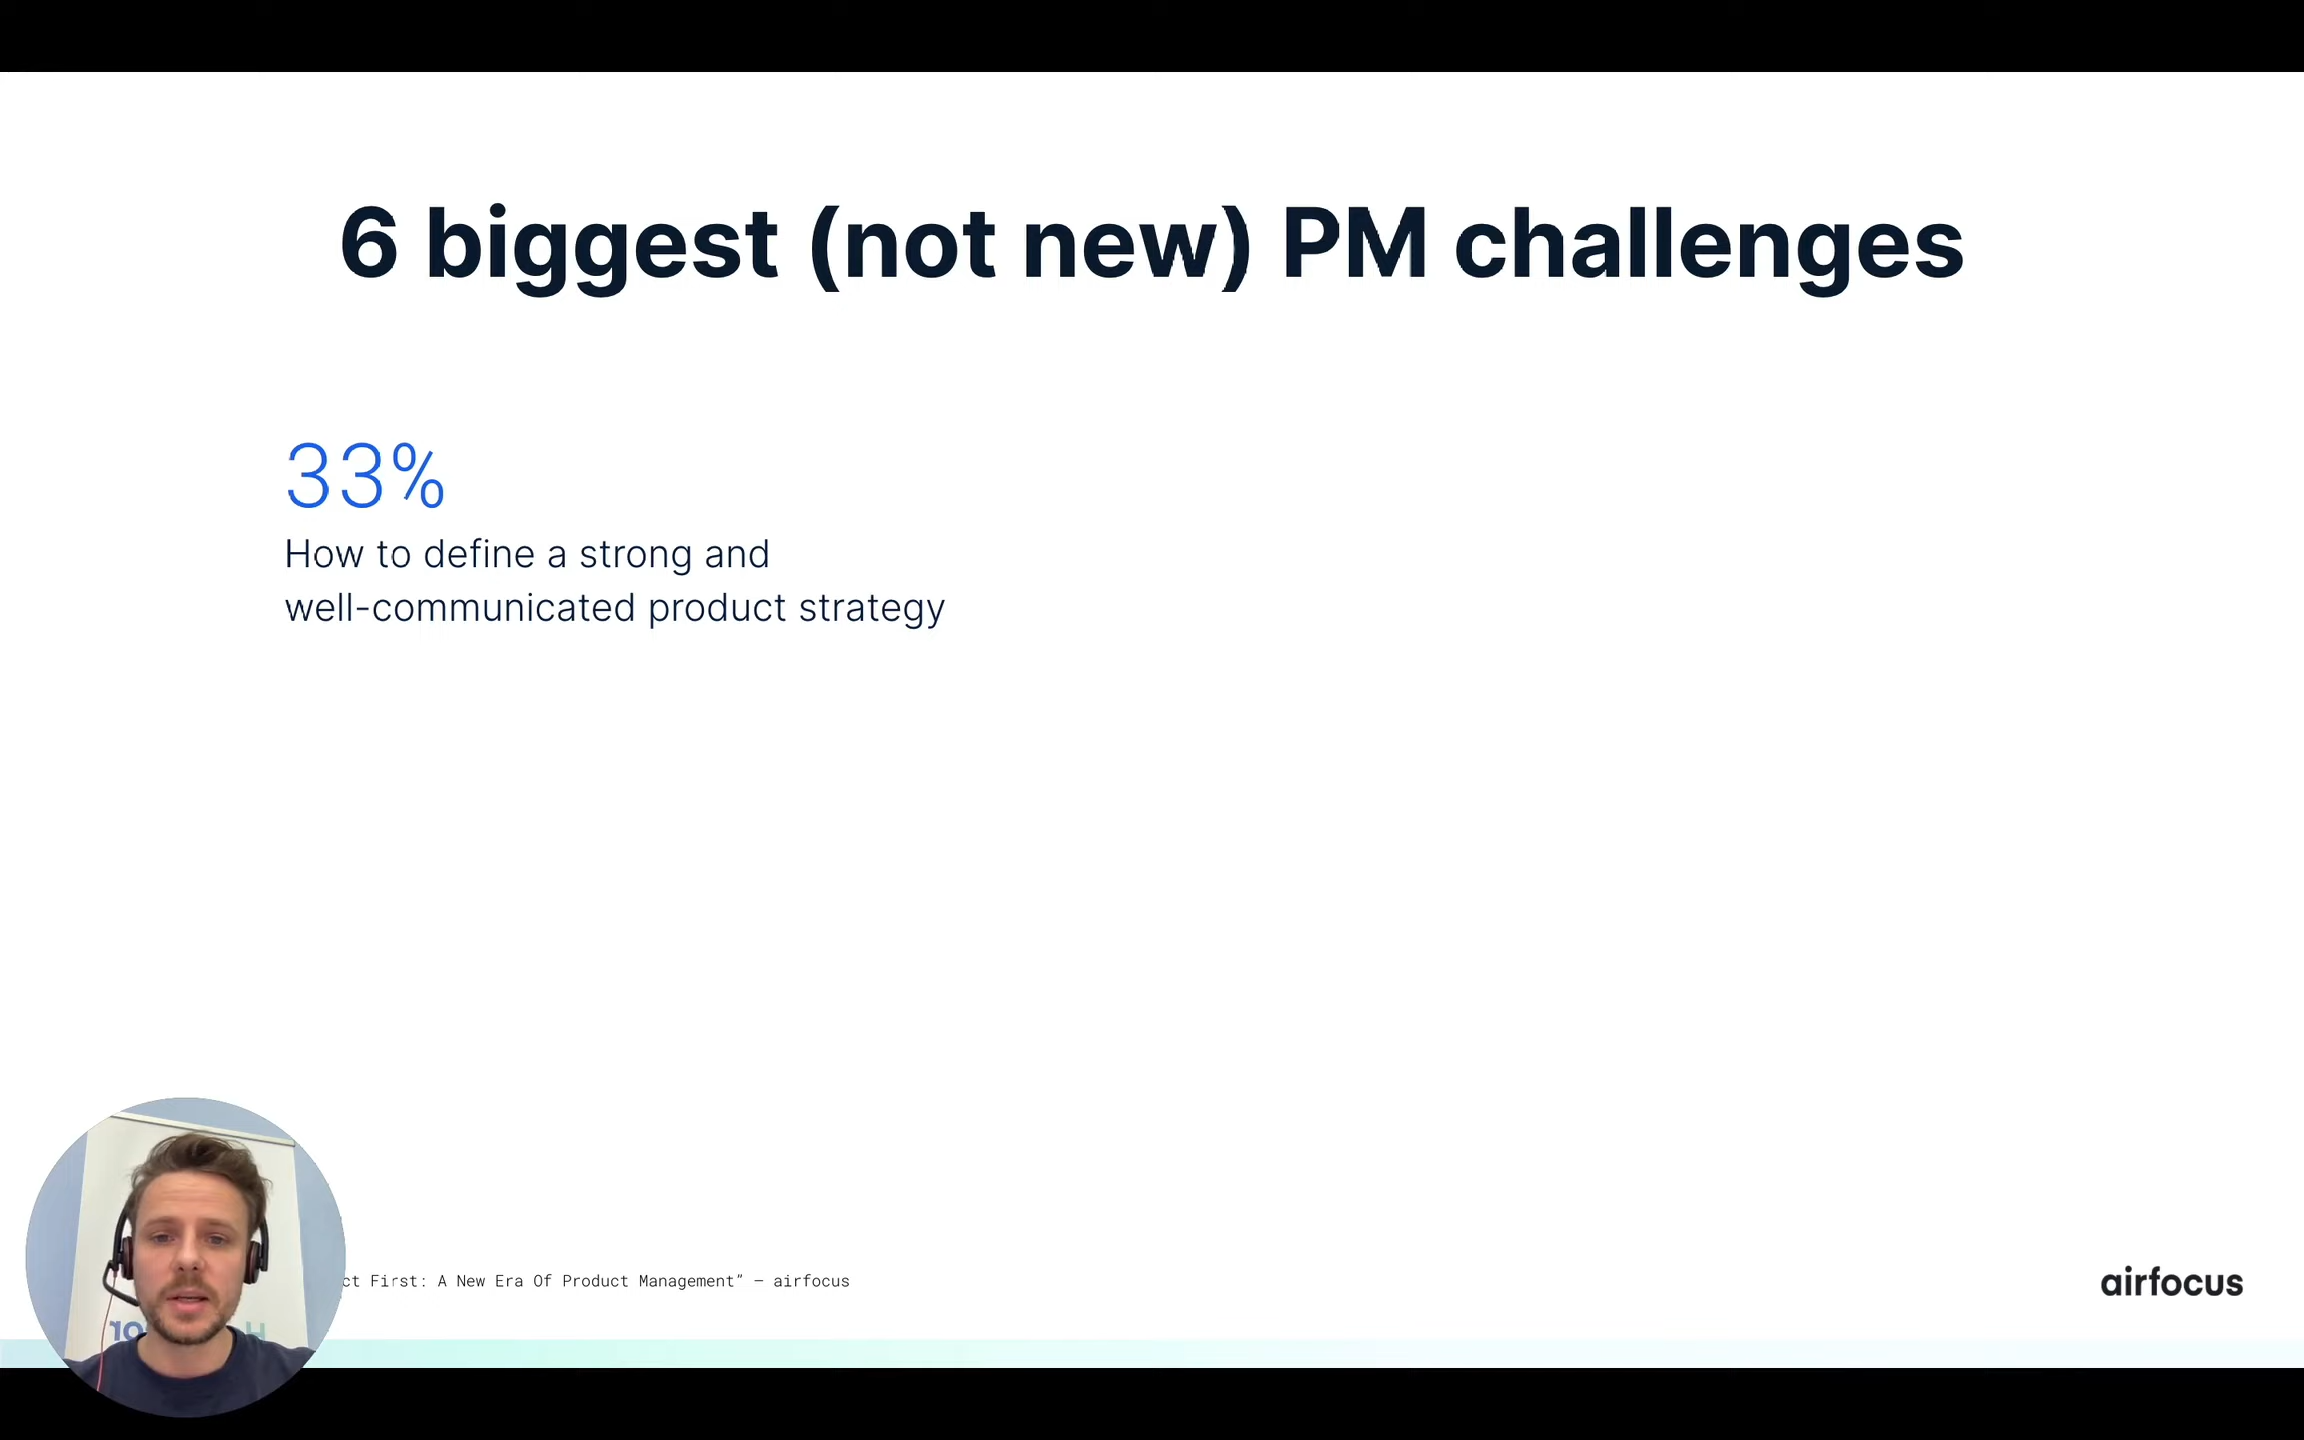 6 biggest (not new) PM challenges
33%
How to define a strong and
well-communicated product strategy
First: A New Era Of Product Management” — airfocus
airfocus